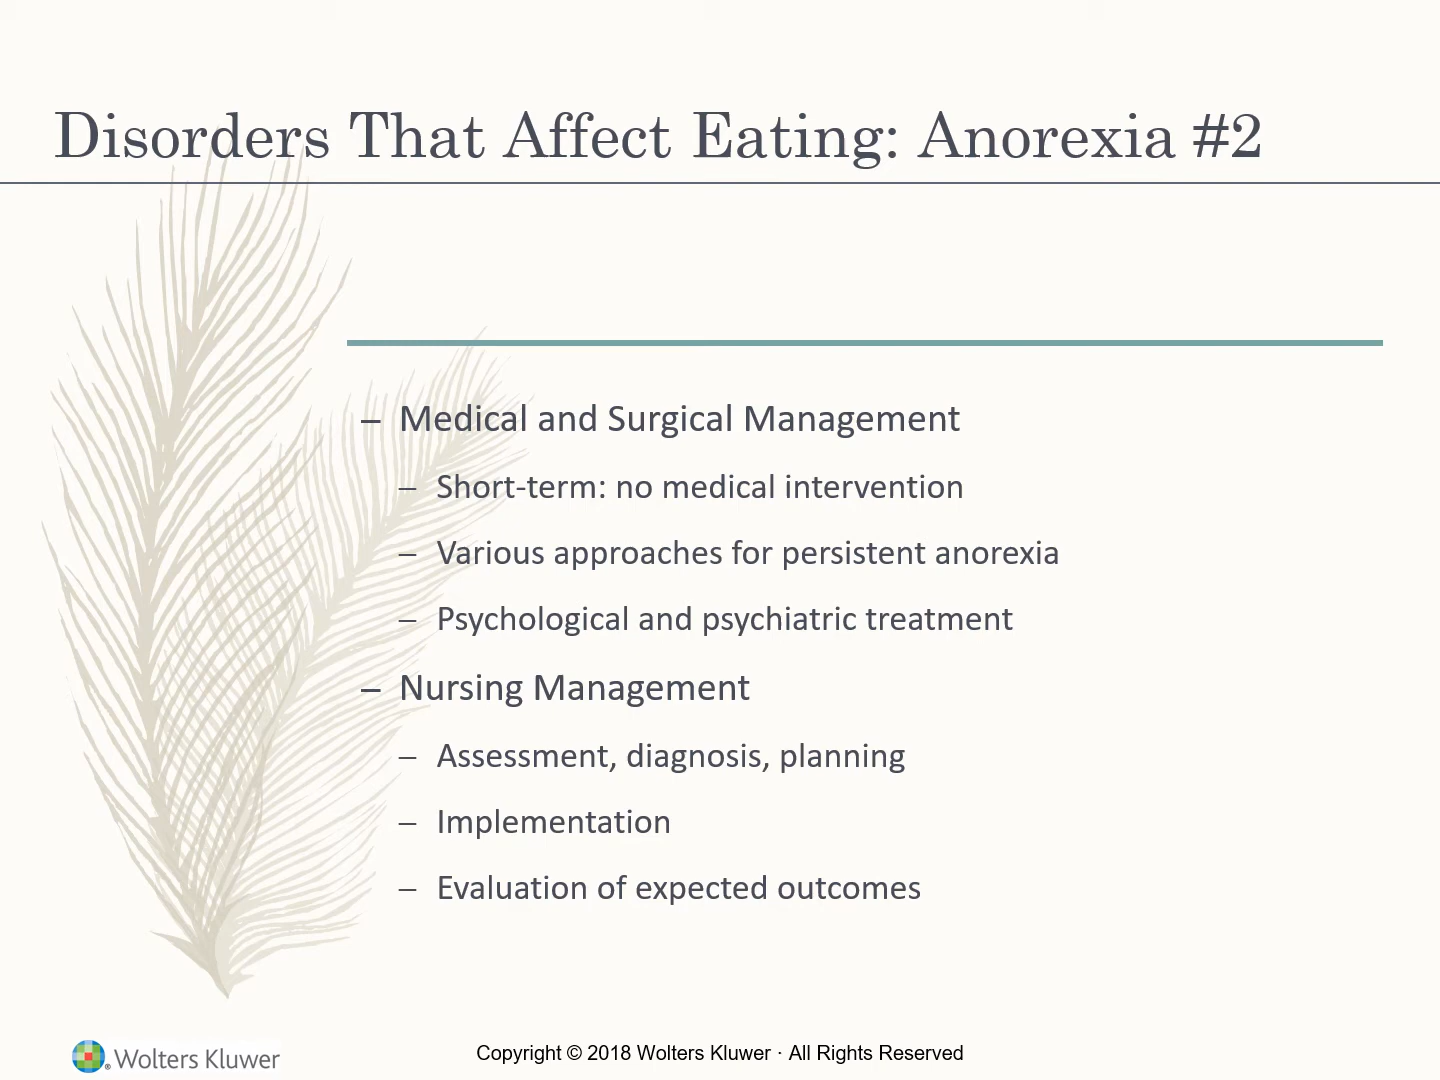 Disorders That Affect Eating: Anorexia #2
– Medical and Surgical Management
– Short-term: no medical intervention
– Various approaches for persistent anorexia
– Psychological and psychiatric treatment
– Nursing Management
– Assessment, diagnosis, planning
– Implementation
– Evaluation of expected outcomes
Wolters Kluwer
Copyright © 2018 Wolters Kluwer · All Rights Reserved